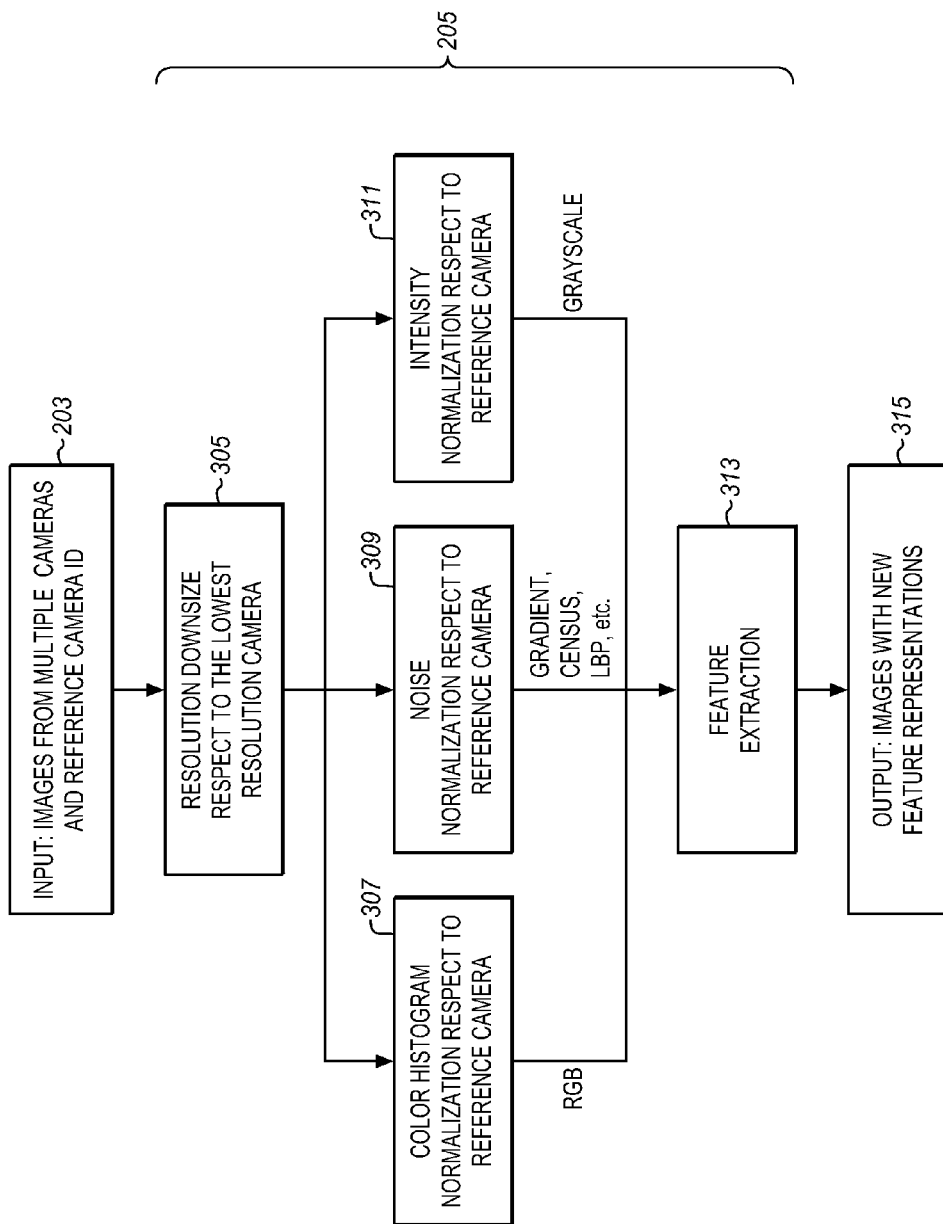 203
INPUT: IMAGES FROM MULTIPLE CAMERAS
AND REFERENCE CAMERA ID
205
305
RESOLUTION DOWNSIZE
RESPECT TO THE LOWEST
RESOLUTION CAMERA
307
COLOR HISTOGRAM
NORMALIZATION RESPECT TO
REFERENCE CAMERA
309
NOISE
NORMALIZATION RESPECT TO
REFERENCE CAMERA
311
INTENSITY
NORMALIZATION RESPECT TO
REFERENCE CAMERA
RGB
GRADIENT,
CENSUS,
LBP, etc.
GRAYSCALE
313
FEATURE
EXTRACTION
315
OUTPUT: IMAGES WITH NEW
FEATURE REPRESENTATIONS